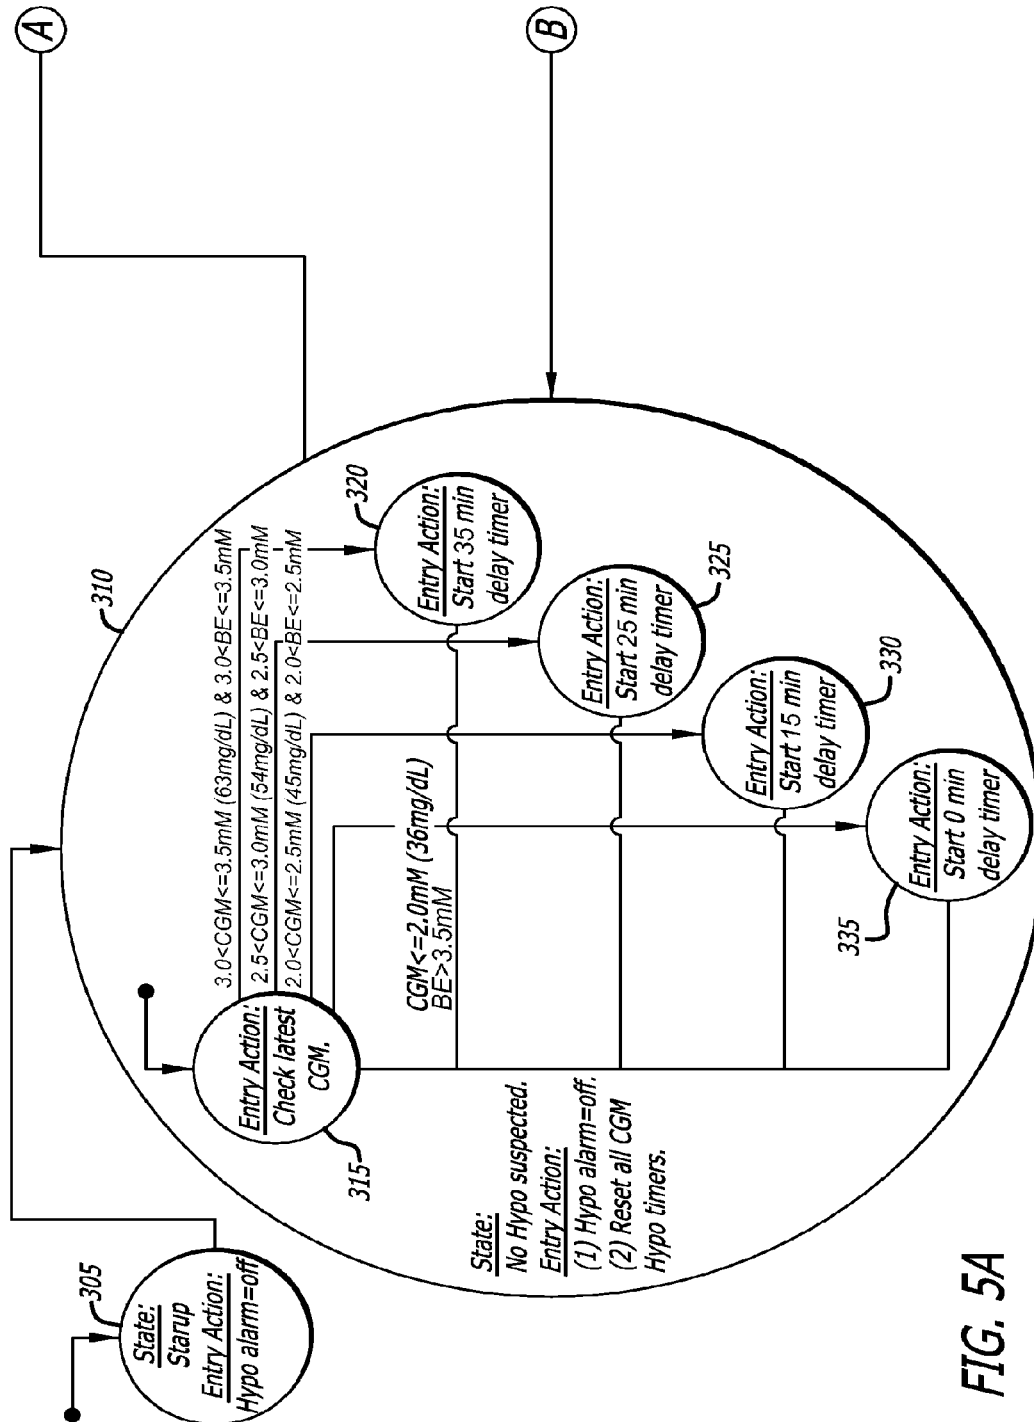 305
State:
Starup
Entry Action:
Hypo alarm=off
310
A
B
3.0<CGM<=3.5mM (63mg/dL) & 3.0<BE<=3.5mM
2.5<CGM<=3.0mM (54mg/dL) & 2.5<BE<=3.0mM
2.0<CGM<=2.5mM (45mg/dL) & 2.0<BE<=2.5mM
Entry Action:
Check latest
CGM.
315
CGM<=2.0mM (36mg/dL)
BE>3.5mM
320
Entry Action:
Start 35 min
delay timer
325
Entry Action:
Start 25 min
delay timer
330
Entry Action:
Start 15 min
delay timer
335
Entry Action:
Start 0 min
delay timer
State:
No Hypo suspected.
Entry Action:
(1) Hypo alarm=off.
(2) Reset all CGM
Hypo timers.
FIG. 5A